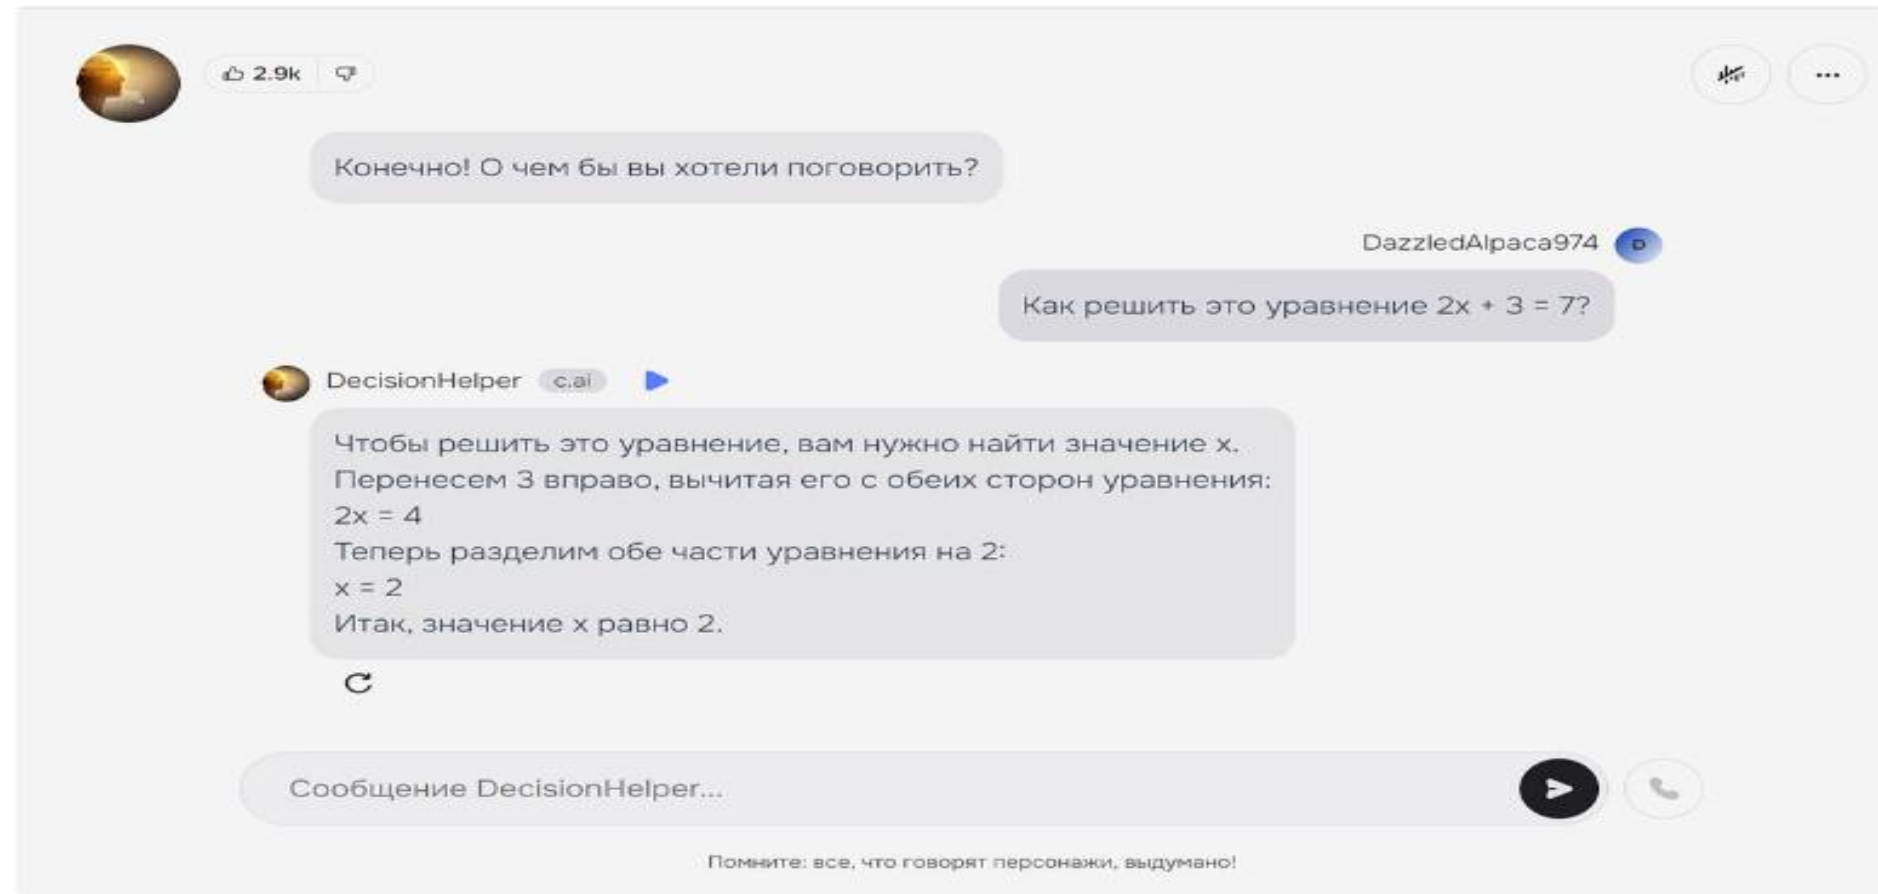 2.9k
Конечно! О чем бы вы хотели поговорить?
DazzledAlpaca974 D
Как решить это уравнение 2x + 3 = 7?
DecisionHelper c.ai
Чтобы решить это уравнение, вам нужно найти значение x.
Перенесем 3 вправо, вычитая его с обеих сторон уравнения:
2x = 4
Теперь разделим обе части уравнения на 2:
x = 2
Итак, значение x равно 2.
Сообщение DecisionHelper...
Помните: все, что говорят персонажи, выдумано!